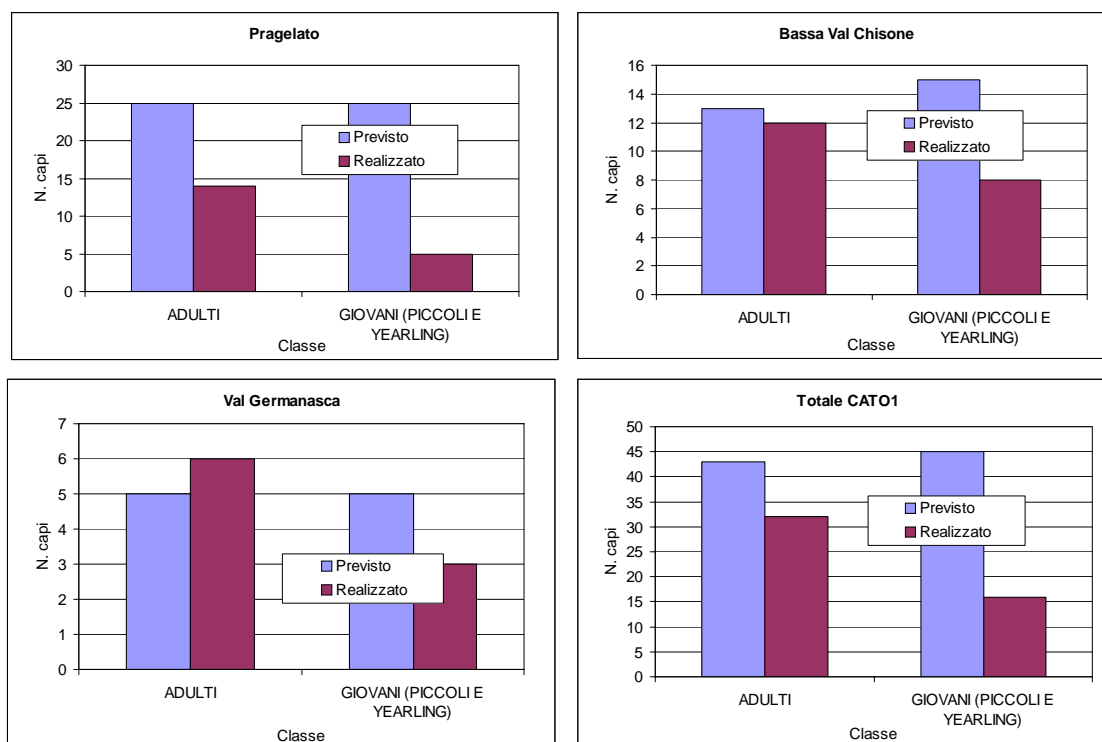 Pragelato
30
25
20
15
10
5
0
N. capi
Previsto
Realizzato
ADULTI
GIOVANI (PICCOLI E
YEARLING)
Classe
Bassa Val Chisone
16
14
12
10
8
6
4
2
0
N. capi
Previsto
Realizzato
ADULTI
GIOVANI (PICCOLI E
YEARLING)
Classe
Val Germanasca
7
6
5
4
3
2
1
0
N. capi
Previsto
Realizzato
ADULTI
GIOVANI (PICCOLI E
YEARLING)
Classe
Totale CATO1
50
45
40
35
30
25
20
15
10
5
0
N. capi
Previsto
Realizzato
ADULTI
GIOVANI (PICCOLI E
YEARLING)
Classe